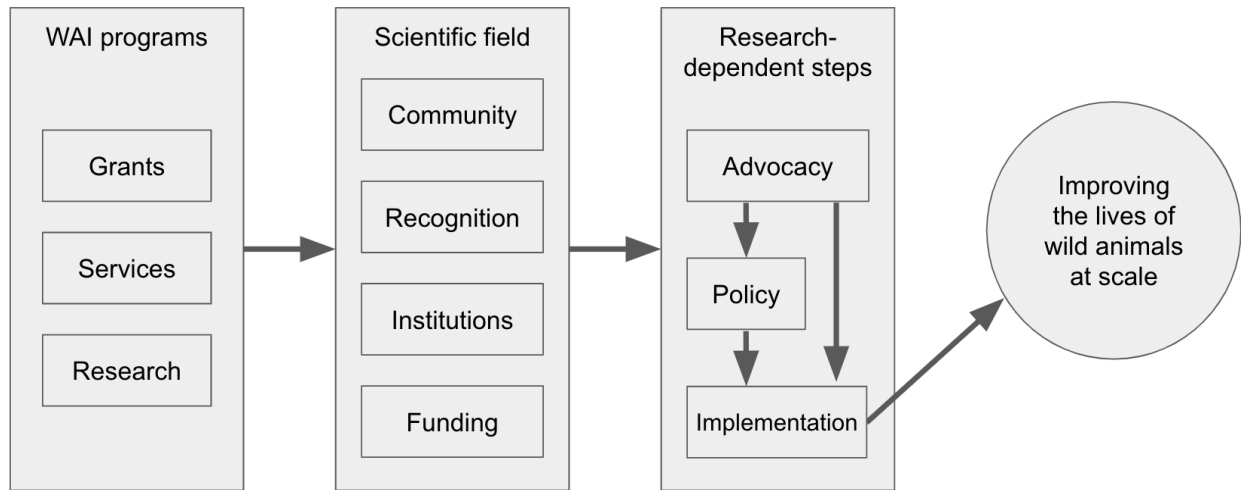 WAI programs
Grants
Services
Research
Scientific field
Community
Recognition
Institutions
Funding
Research-
dependent steps
Advocacy
Policy
Implementation
Improving
the lives of
wild animals
at scale